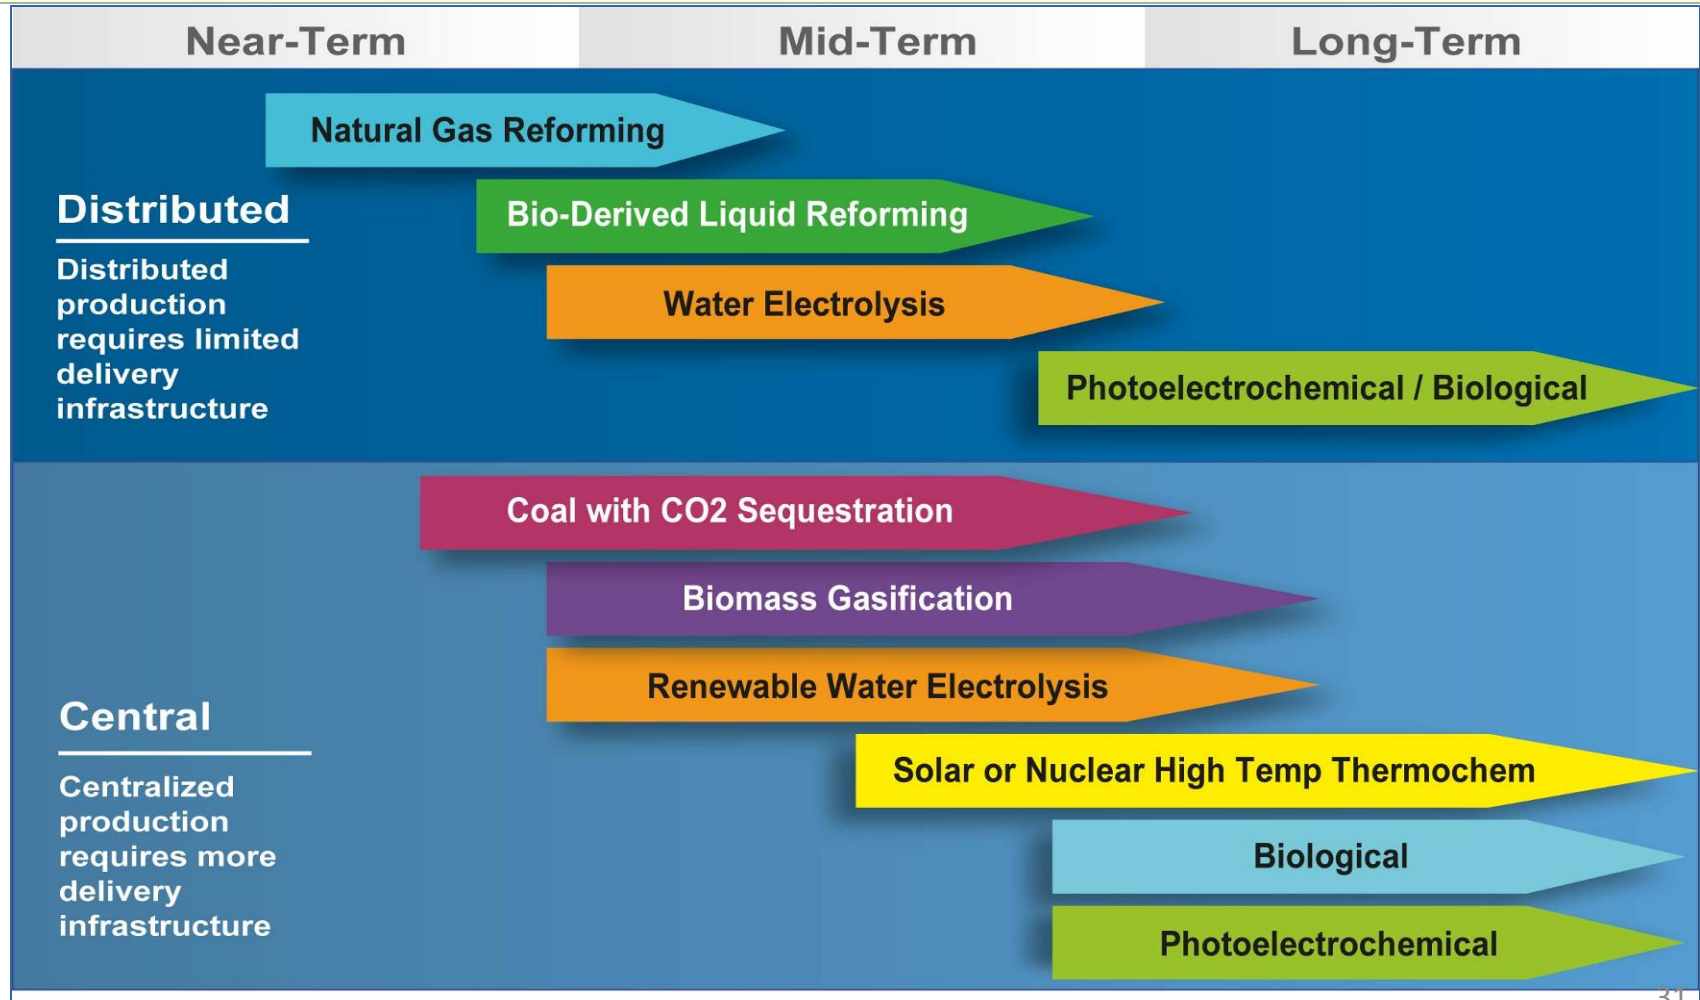 Near-Term
Mid-Term
Long-Term
Natural Gas Reforming
Distributed
Bio-Derived Liquid Reforming
Distributed
production
requires limited
delivery
infrastructure
Water Electrolysis
Photoelectrochemical / Biological
Coal with CO2 Sequestration
Biomass Gasification
Renewable Water Electrolysis
Central
Centralized
production
requires more
delivery
infrastructure
Solar or Nuclear High Temp Thermochem
Biological
Photoelectrochemical
31